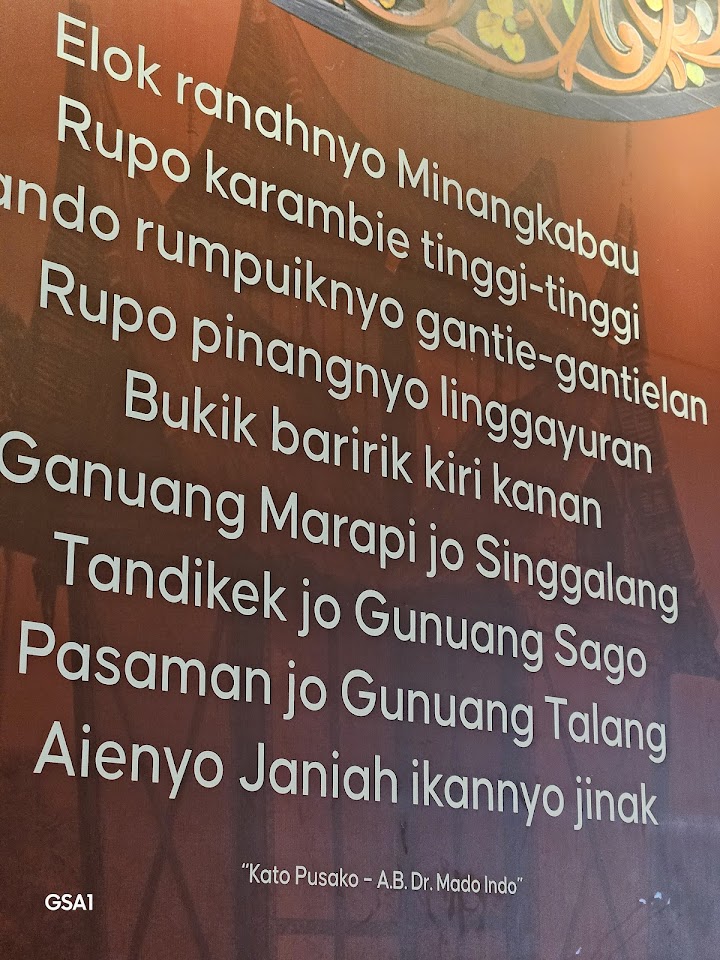 Elok ranahnyo Minangkabau
Rupo karambie tinggi-tinggi
ando rumpuiknyo gantie-gantielan
Rupo pinangnyo linggayuran
Bukik baririk kiri kanan
Ganuang Marapi jo Singgalang
Tandikek jo Gunuang Sago
Pasaman jo Gunuang Talang
Aienyo Janiah ikannyo jinak
“Kato Pusako – A.B. Dr. Mado Indo”
GSA1